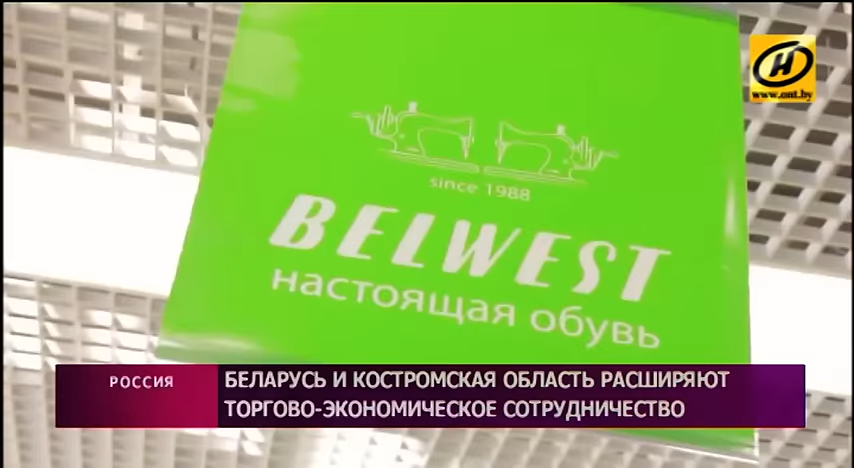 www.ont.by
since 1988
BELWEST
настоящая обувь
РОССИЯ
БЕЛАРУСЬ И КОСТРОМСКАЯ ОБЛАСТЬ РАСШИРЯЮТ
ТОРГОВО-ЭКОНОМИЧЕСКОЕ СОТРУДНИЧЕСТВО